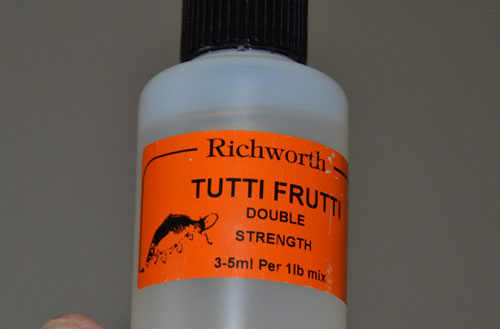 Richworth
TUTTI FRUTTI
DOUBLE
STRENGTH
3-5ml Per 1lb mix